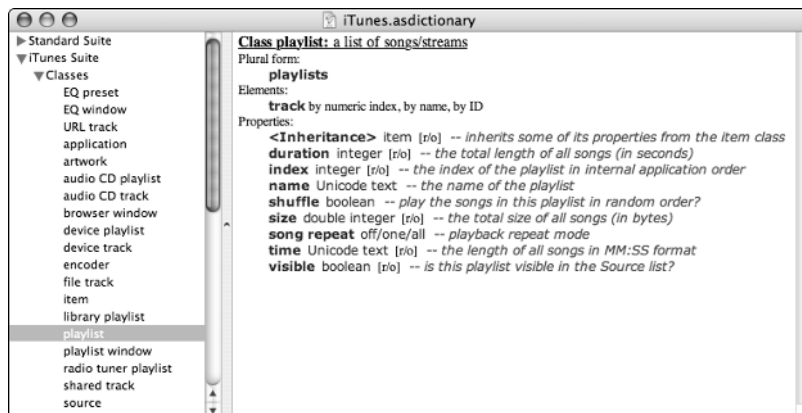 iTunes.asdictionary
Standard Suite
iTunes Suite
Classes
EQ preset
EQ window
URL track
application
artwork
audio CD playlist
audio CD track
browser window
device playlist
device track
encoder
file track
item
library playlist
playlist
playlist window
radio tuner playlist
shared track
source
Class playlist: a list of songs/streams
Plural form:
playlists
Elements:
track by numeric index, by name, by ID
Properties:
<Inheritance> item [r/o] -- inherits some of its properties from the item class
duration integer [r/o] -- the total length of all songs (in seconds)
index integer [r/o] -- the index of the playlist in internal application order
name Unicode text -- the name of the playlist
shuffle boolean -- play the songs in this playlist in random order?
size double integer [r/o] -- the total size of all songs (in bytes)
song repeat off/one/all -- playback repeat mode
time Unicode text [r/o] -- the length of all songs in MM:SS format
visible boolean [r/o] -- is this playlist visible in the Source list?